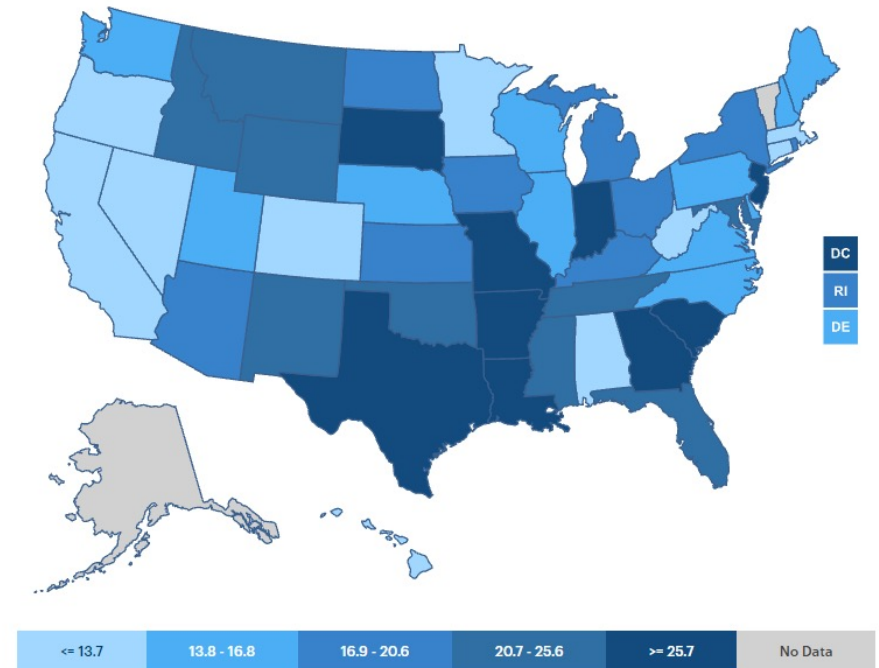 DC
RI
DE
<= 13.7 13.8 - 16.8 16.9 - 20.6 20.7 - 25.6 >= 25.7 No Data